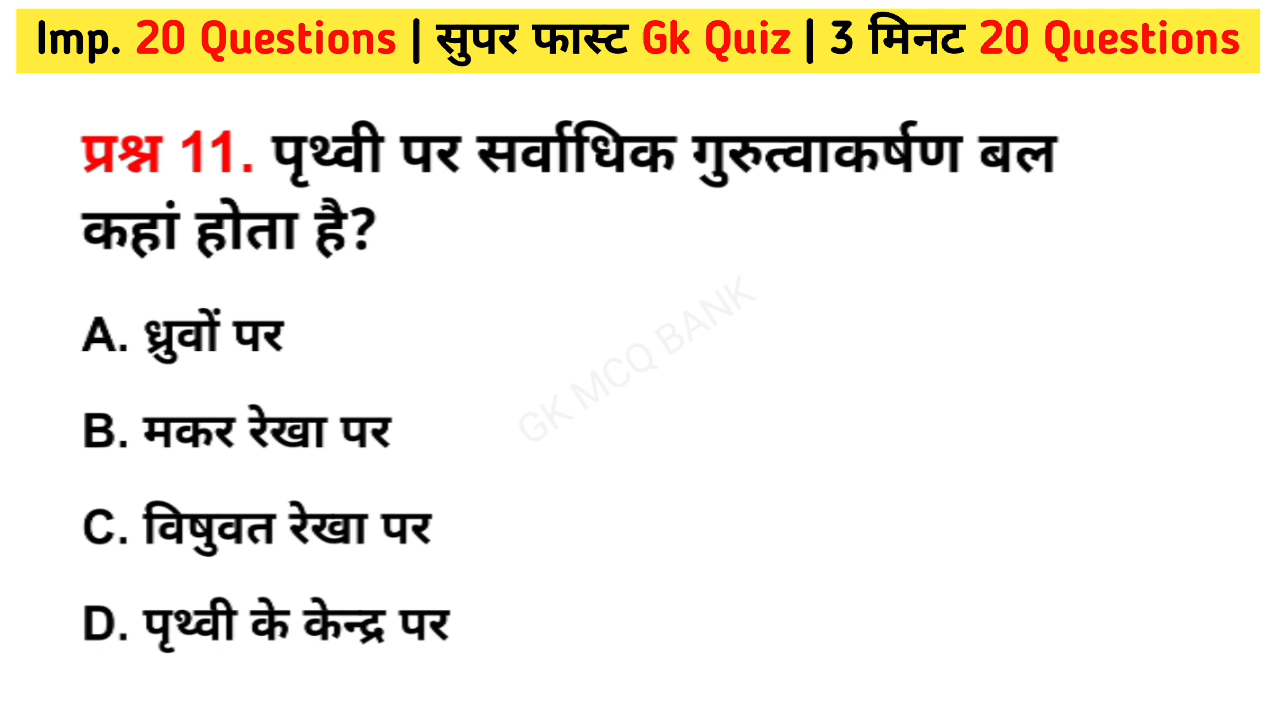 Imp. 20 Questions | सुपर फास्ट Gk Quiz | 3 मिनट 20 Questions
प्रश्न 11. पृथ्वी पर सर्वाधिक गुरुत्वाकर्षण बल
कहां होता है?
GK MCQ BANK
A. ध्रुवों पर
B. मकर रेखा पर
C. विषुवत रेखा पर
D. पृथ्वी के केन्द्र पर